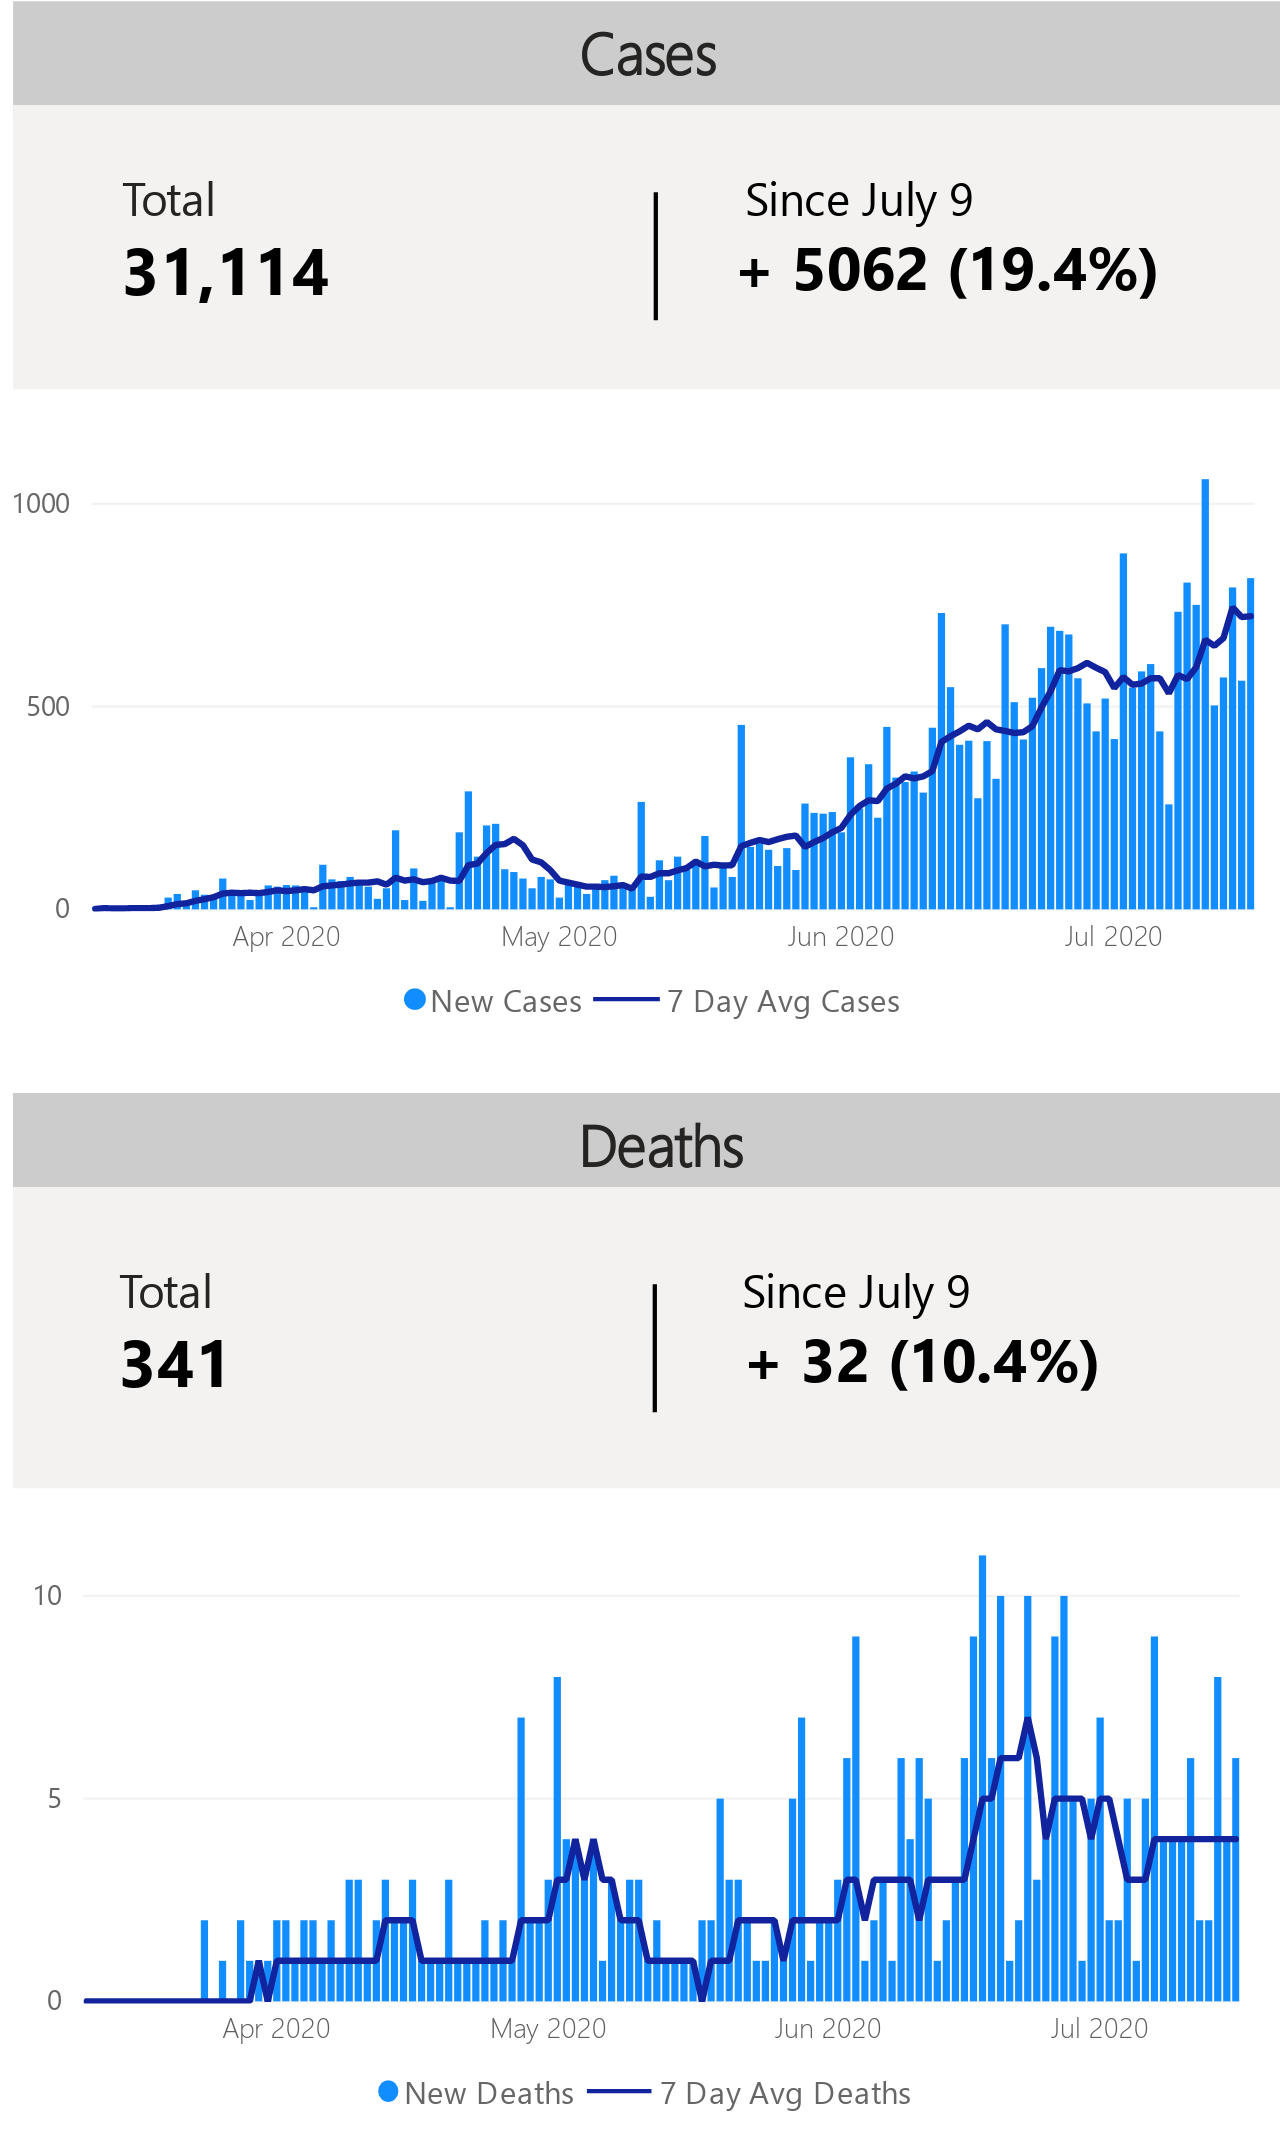 Cases
Total
Since July 9
31,114
+ 5062 (19.4%)
1000
500
0
Apr 2020
May 2020
Jun 2020
Jul 2020
New Cases
7 Day Avg Cases
Deaths
Total
Since July 9
341
+ 32 (10.4%)
10
5
0
Apr 2020
May 2020
Jun 2020
Jul 2020
New Deaths
7 Day Avg Deaths